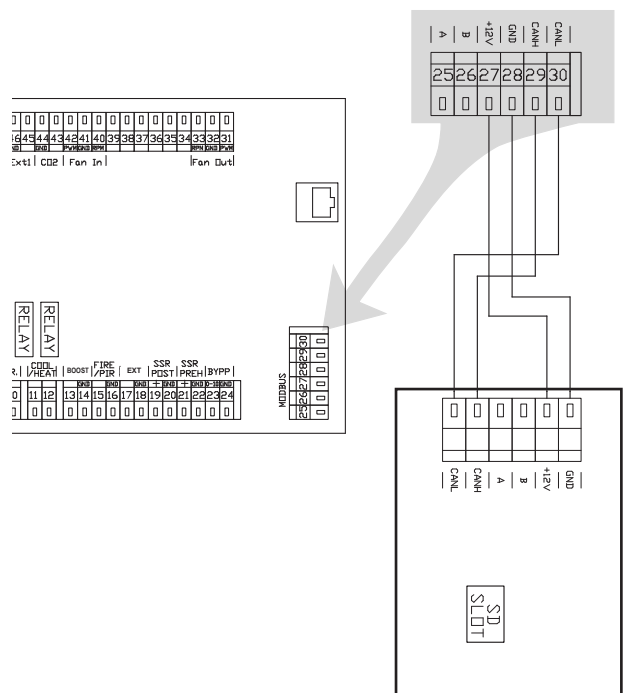 A B +12V GND CANH CANL
25 26 27 28 29 30
45 44 43 42 41 40 39 38 37 36 35 34 33 32 31
GND PWM GND RPM RPM GND PWM
Ext1 CO2 Fan In Fan Out
RELAY RELAY
COOL /HEAT BOOST FIRE /PIR EXT SSR POST SSR PREH BYPP
GND GND GND + GND + GND 0-10 GND
11 12 13 14 15 16 17 18 19 20 21 22 23 24
MODBUS
25 26 27 28 29 30
CANL CANH A B +12V GND
SD
SLOT